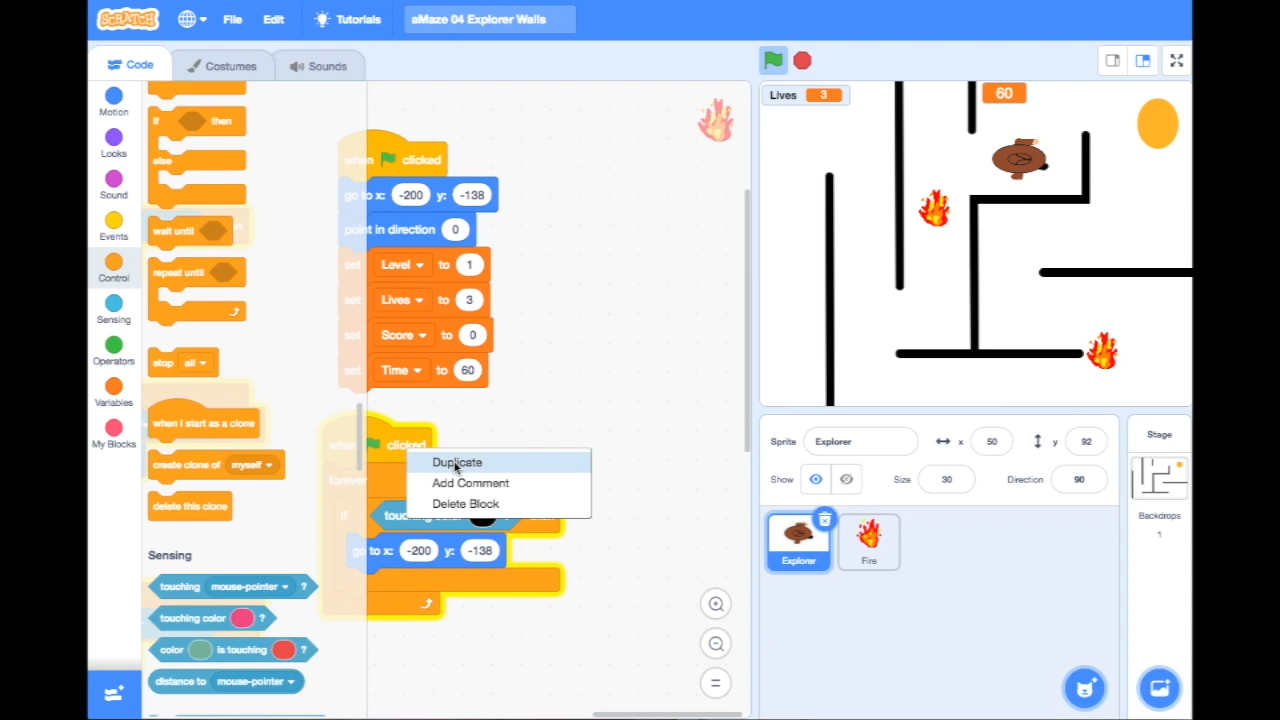 SCRATCH File Edit Tutorials aMaze 04 Explorer Walls
Code Costumes Sounds
Motion
Looks
Sound
Events
Control
Sensing
Operators
Variables
My Blocks
if then
else
wait until
repeat until
stop all
when I start as a clone
create clone of myself
delete this clone
Sensing
touching mouse-pointer ?
touching color ?
color is touching ?
distance to mouse-pointer
when clicked
go to x: -200 y: -138
point in direction 0
set Level to 1
set Lives to 3
set Score to 0
set Time to 60
when clicked
forever
Duplicate
Add Comment
Delete Block
if touching color then
go to x: -200 y: -138
Lives 3
60
Sprite Explorer x 50 y 92
Show Size 30 Direction 90
Explorer
Fire
Stage
Backdrops
1